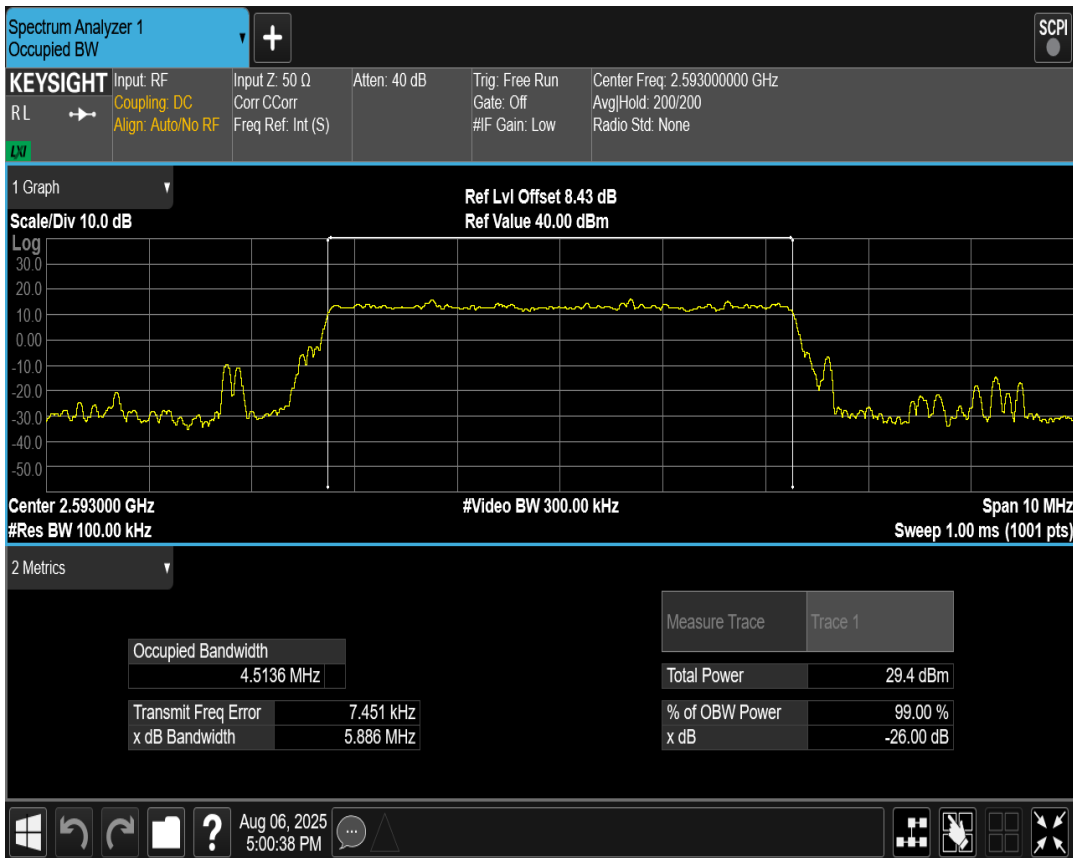 Spectrum Analyzer 1
Occupied BW
▼
+
SCPI
KEYSIGHT
RL
LXI
Input: RF
Coupling: DC
Align: Auto/No RF
Input Z: 50 Ω
Corr CCorr
Freq Ref: Int (S)
Atten: 40 dB
Trig: Free Run
Gate: Off
#IF Gain: Low
Center Freq: 2.593000000 GHz
Avg|Hold: 200/200
Radio Std: None
1 Graph ▼
Ref Lvl Offset 8.43 dB
Scale/Div 10.0 dB
Ref Value 40.00 dBm
Log
30.0
20.0
10.0
0.00
-10.0
-20.0
-30.0
-40.0
-50.0
Center 2.593000 GHz
#Video BW 300.00 kHz
Span 10 MHz
#Res BW 100.00 kHz
Sweep 1.00 ms (1001 pts)
2 Metrics ▼
Measure Trace Trace 1
Occupied Bandwidth
4.5136 MHz
Total Power 29.4 dBm
Transmit Freq Error 7.451 kHz
% of OBW Power 99.00 %
x dB Bandwidth 5.886 MHz
x dB -26.00 dB
?
Aug 06, 2025
5:00:38 PM